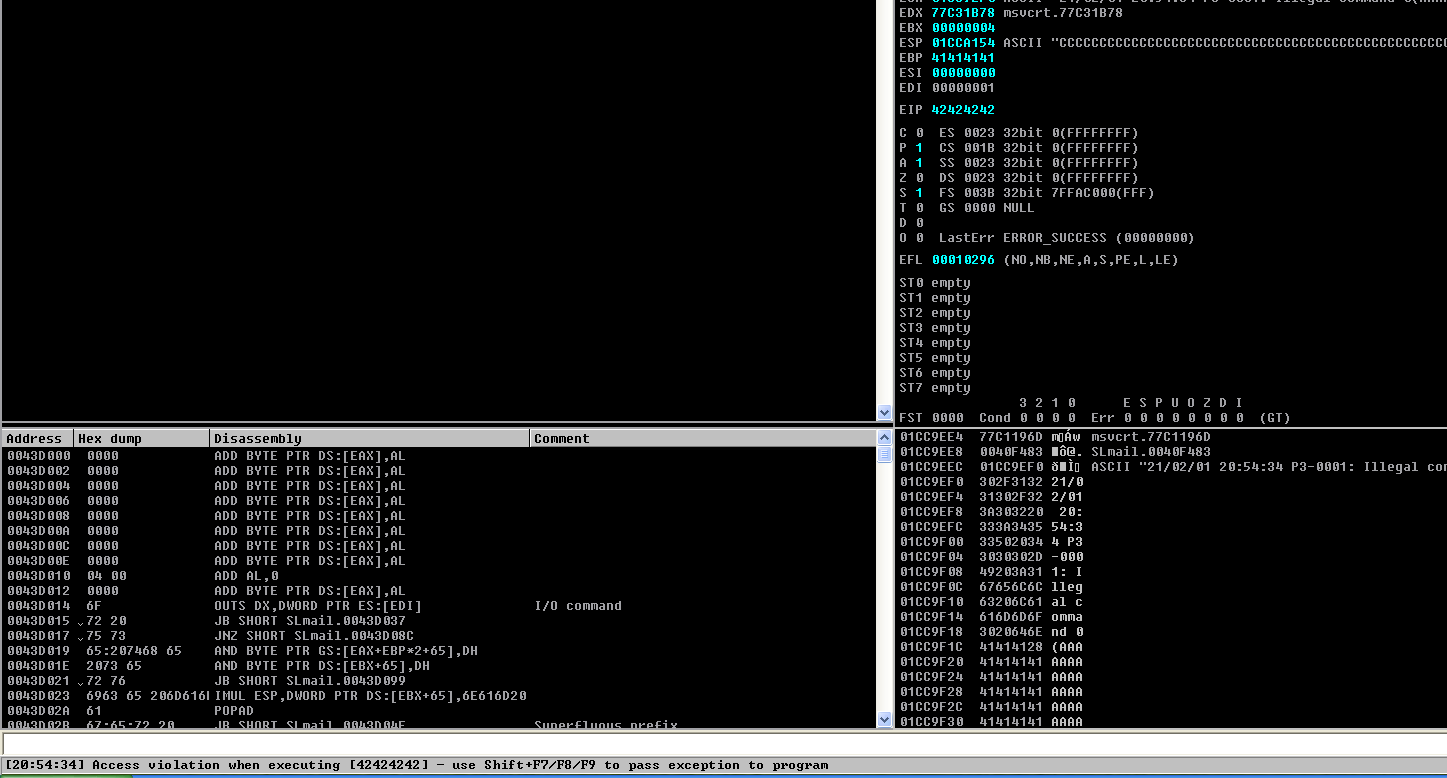 EDX 77C31B78 msvcrt.77C31B78
EBX 00000004
ESP 01CCA154 ASCII "CCCCCCCCCCCCCCCCCCCCCCCCCCCCCCCCCCCCCCCCCCCCCCCCC
EBP 41414141
ESI 00000000
EDI 00000001
EIP 42424242
C 0 ES 0023 32bit 0(FFFFFFFF)
P 1 CS 001B 32bit 0(FFFFFFFF)
A 1 SS 0023 32bit 0(FFFFFFFF)
Z 0 DS 0023 32bit 0(FFFFFFFF)
S 1 FS 003B 32bit 7FFAC000(FFF)
T 0 GS 0000 NULL
D 0
O 0 LastErr ERROR_SUCCESS (00000000)
EFL 00010296 (NO,NB,NE,A,S,PE,L,LE)
ST0 empty
ST1 empty
ST2 empty
ST3 empty
ST4 empty
ST5 empty
ST6 empty
ST7 empty
3 2 1 0 E S P U O Z D I
FST 0000 Cond 0 0 0 0 Err 0 0 0 0 0 0 0 0 (GT)
Address Hex dump Disassembly Comment
0043D000 0000 ADD BYTE PTR DS:[EAX],AL
0043D002 0000 ADD BYTE PTR DS:[EAX],AL
0043D004 0000 ADD BYTE PTR DS:[EAX],AL
0043D006 0000 ADD BYTE PTR DS:[EAX],AL
0043D008 0000 ADD BYTE PTR DS:[EAX],AL
0043D00A 0000 ADD BYTE PTR DS:[EAX],AL
0043D00C 0000 ADD BYTE PTR DS:[EAX],AL
0043D00E 0000 ADD BYTE PTR DS:[EAX],AL
0043D010 04 00 ADD AL,0
0043D012 0000 ADD BYTE PTR DS:[EAX],AL
0043D014 6F OUTS DX,DWORD PTR ES:[EDI] I/O command
0043D015 72 20 JB SHORT SLmail.0043D037
0043D017 75 73 JNZ SHORT SLmail.0043D08C
0043D019 65:207468 65 AND BYTE PTR GS:[EAX+EBP*2+65],DH
0043D01E 2073 65 AND BYTE PTR DS:[EBX+65],DH
0043D021 72 76 JB SHORT SLmail.0043D099
0043D023 6963 65 206D616 IMUL ESP,DWORD PTR DS:[EBX+65],6E616D20
0043D02A 61 POPAD
0043D02B 67:65:72 20 JB SHORT SLmail.0043D04F Superfluous prefix
01CC9EE4 77C1196D msvcrt.77C1196D
01CC9EE8 0040F483 SLmail.0040F483
01CC9EEC 01CC9EF0 ASCII "21/02/01 20:54:34 P3-0001: Illegal co
01CC9EF0 302F3132 21/0
01CC9EF4 31302F32 2/01
01CC9EF8 3A303220 20:
01CC9EFC 333A3435 54:3
01CC9F00 33502034 4 P3
01CC9F04 3030302D -000
01CC9F08 49203A31 1: I
01CC9F0C 67656C6C lleg
01CC9F10 63206C61 al c
01CC9F14 616D6D6F omma
01CC9F18 3020646E nd 0
01CC9F1C 41414128 (AAA
01CC9F20 41414141 AAAA
01CC9F24 41414141 AAAA
01CC9F28 41414141 AAAA
01CC9F2C 41414141 AAAA
01CC9F30 41414141 AAAA
[20:54:34] Access violation when executing [42424242] - use Shift+F7/F8/F9 to pass exception to program